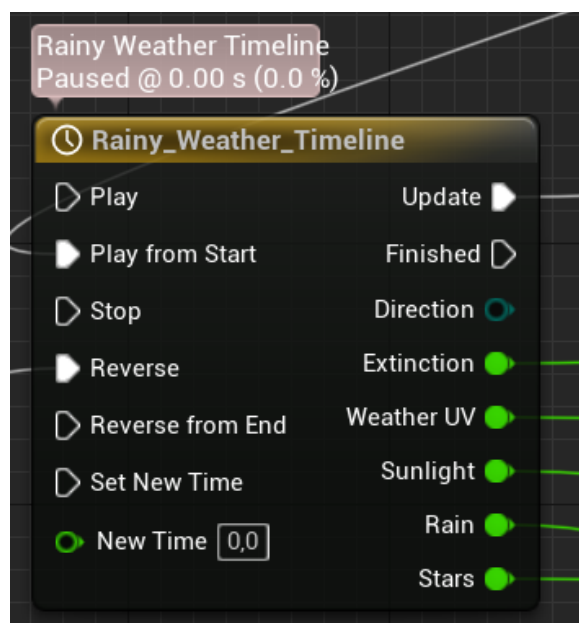 Rainy Weather Timeline
Paused @ 0.00 s (0.0 %)
Rainy_Weather_Timeline
Play
Update
Play from Start
Finished
Stop
Direction
Reverse
Extinction
Reverse from End
Weather UV
Set New Time
Sunlight
New Time 0,0
Rain
Stars